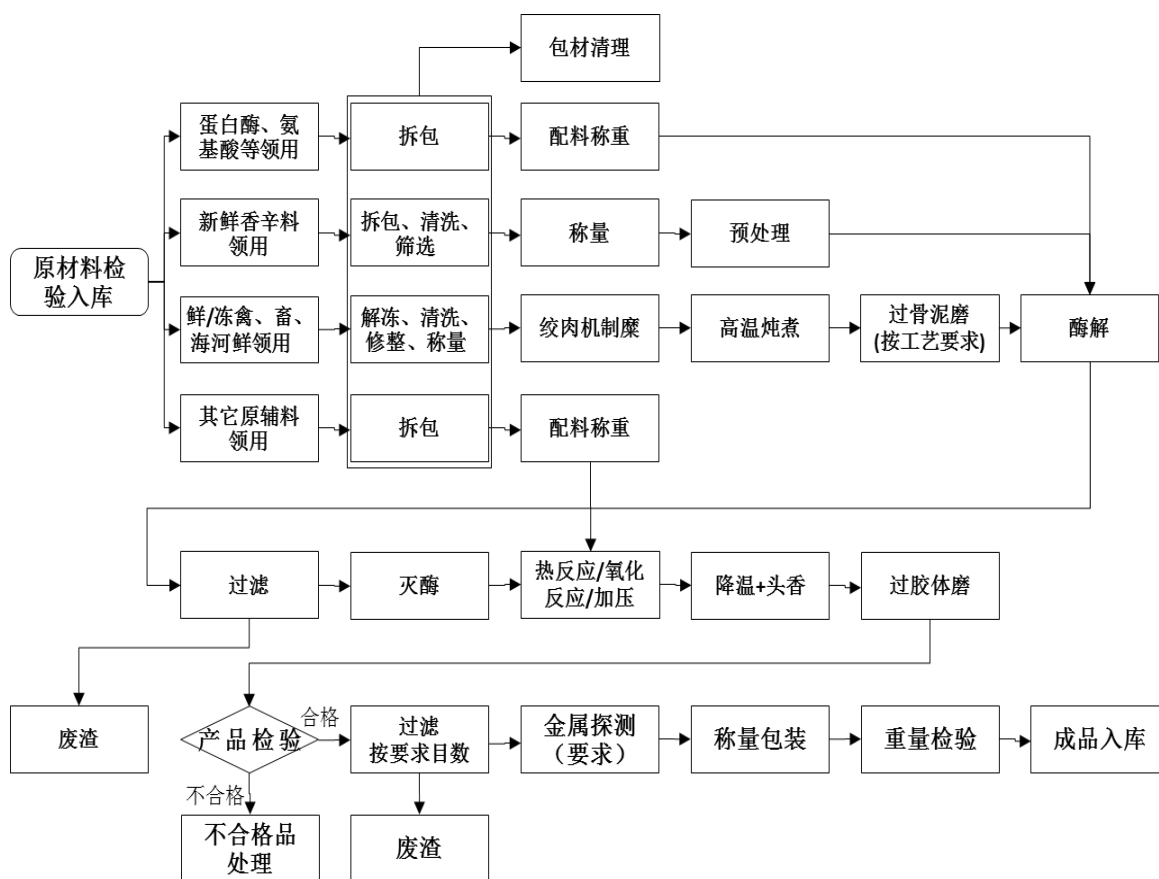 包材清理
蛋白酶、氨
基酸等领用
拆包
配料称重
新鲜香辛料
领用
拆包、清洗、
筛选
称量
预处理
原材料检
验入库
鲜/冻禽、畜、
海河鲜领用
解冻、清洗、
修整、称量
绞肉机制糜
高温炖煮
过骨泥磨
(按工艺要求)
酶解
其它原辅料
领用
拆包
配料称重
过滤
灭酶
热反应/氧化
反应/加压
降温+头香
过胶体磨
废渣
产品检验
合格
过滤
按要求目数
金属探测
（要求）
称量包装
重量检验
成品入库
不合格
不合格品
处理
废渣